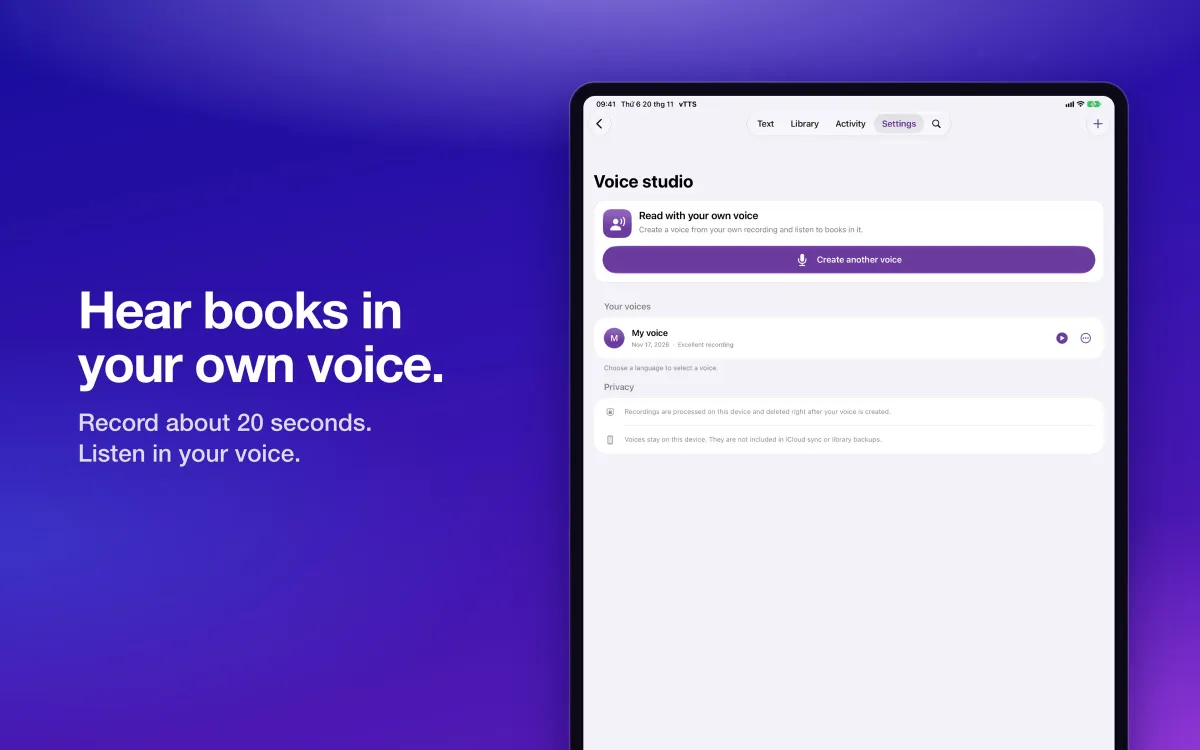 Hear books in
your own voice.
Record about 20 seconds.
Listen in your voice.
09:41 Thứ 6 20 thg 11 vTTS
Text Library Activity Settings
Voice studio
Read with your own voice
Create a voice from your own recording and listen to books in it.
Create another voice
Your voices
M
My voice
Nov 17, 2026 · Excellent recording
Choose a language to select a voice.
Privacy
Recordings are processed on this device and deleted right after your voice is created.
Voices stay on this device. They are not included in iCloud sync or library backups.